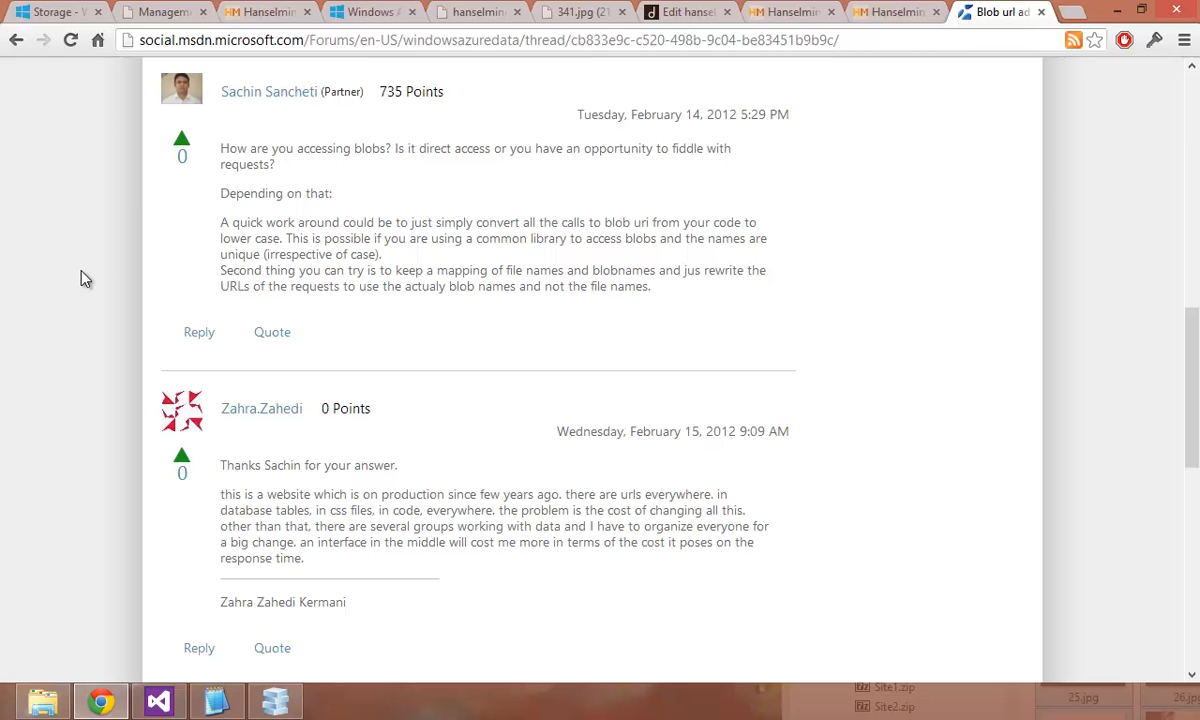 Storage - W
Managem
Hanselmin
Windows A
hanselmin
341.jpg (21
Edit hansel
Hanselmin
Hanselmin
Blob url ad
social.msdn.microsoft.com/Forums/en-US/windowsazuredata/thread/cb833e9c-c520-498b-9c04-be83451b9b9c/
Sachin Sancheti (Partner) 735 Points
Tuesday, February 14, 2012 5:29 PM
0
How are you accessing blobs? Is it direct access or you have an opportunity to fiddle with
requests?
Depending on that:
A quick work around could be to just simply convert all the calls to blob uri from your code to
lower case. This is possible if you are using a common library to access blobs and the names are
unique (irrespective of case).
Second thing you can try is to keep a mapping of file names and blobnames and jus rewrite the
URLs of the requests to use the actualy blob names and not the file names.
Reply Quote
Zahra.Zahedi 0 Points
Wednesday, February 15, 2012 9:09 AM
0
Thanks Sachin for your answer.
this is a website which is on production since few years ago. there are urls everywhere. in
database tables, in css files, in code, everywhere. the problem is the cost of changing all this.
other than that, there are several groups working with data and I have to organize everyone for
a big change. an interface in the middle will cost me more in terms of the cost it poses on the
response time.
Zahra Zahedi Kermani
Reply Quote
Site1.zip
Site2.zip
25.jpg
26.jp